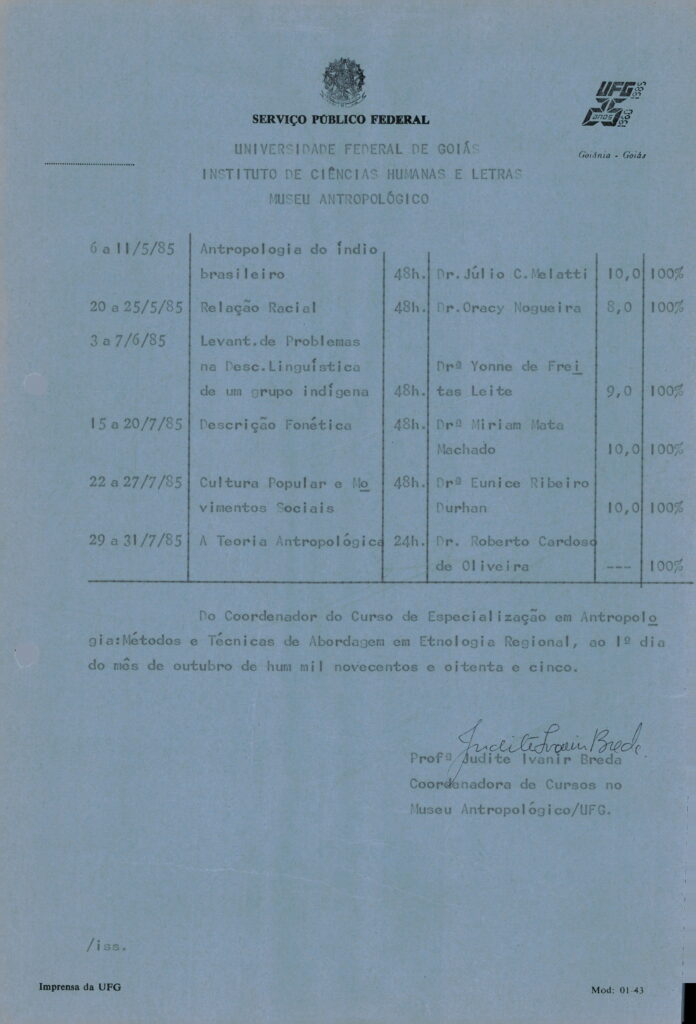 SERVIÇO PÚBLICO FEDERAL
UFG
anos
1960
1985
Goiânia - Goiás
UNIVERSIDADE FEDERAL DE GOIÁS
INSTITUTO DE CIÊNCIAS HUMANAS E LETRAS
MUSEU ANTROPOLÓGICO
6 a 11/5/85 Antropologia do índio
brasileiro 48h. Dr. Júlio C. Melatti 10,0 100%
20 a 25/5/85 Relação Racial 48h. Dr. Oracy Nogueira 8,0 100%
3 a 7/6/85 Levant. de Problemas
na Desc. Linguística Drª Yonne de Frei
de um grupo indígena 48h. tas Leite 9,0 100%
15 a 20/7/85 Descrição Fonética 48h. Drª Miriam Mata
Machado 10,0 100%
22 a 27/7/85 Cultura Popular e Mo 48h. Drª Eunice Ribeiro
vimentos Sociais Durhan 10,0 100%
29 a 31/7/85 A Teoria Antropológica 24h. Dr. Roberto Cardoso
de Oliveira --- 100%
Do Coordenador do Curso de Especialização em Antropolo
gia:Métodos e Técnicas de Abordagem em Etnologia Regional, ao 1º dia
do mês de outubro de hum mil novecentos e oitenta e cinco.
Judite Ivanir Breda
Profª Judite Ivanir Breda
Coordenadora de Cursos no
Museu Antropológico/UFG.
/iss.
Imprensa da UFG
Mod: 01-43